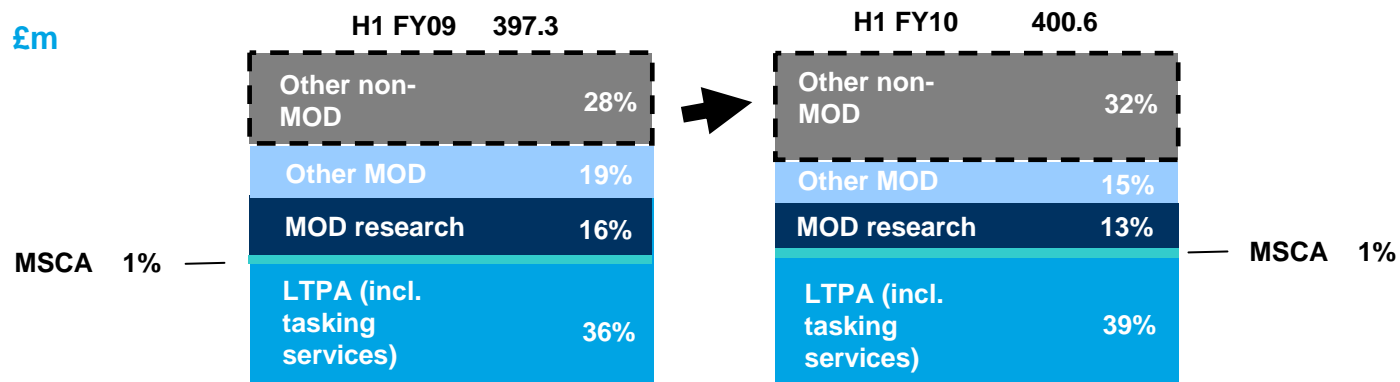 £m
H1 FY09 397.3
Other non-
MOD
28%
Other MOD 19%
MOD research 16%
MSCA 1%
LTPA (incl.
tasking
services)
36%
H1 FY10 400.6
Other non-
MOD
32%
Other MOD 15%
MOD research 13%
MSCA 1%
LTPA (incl.
tasking
services)
39%